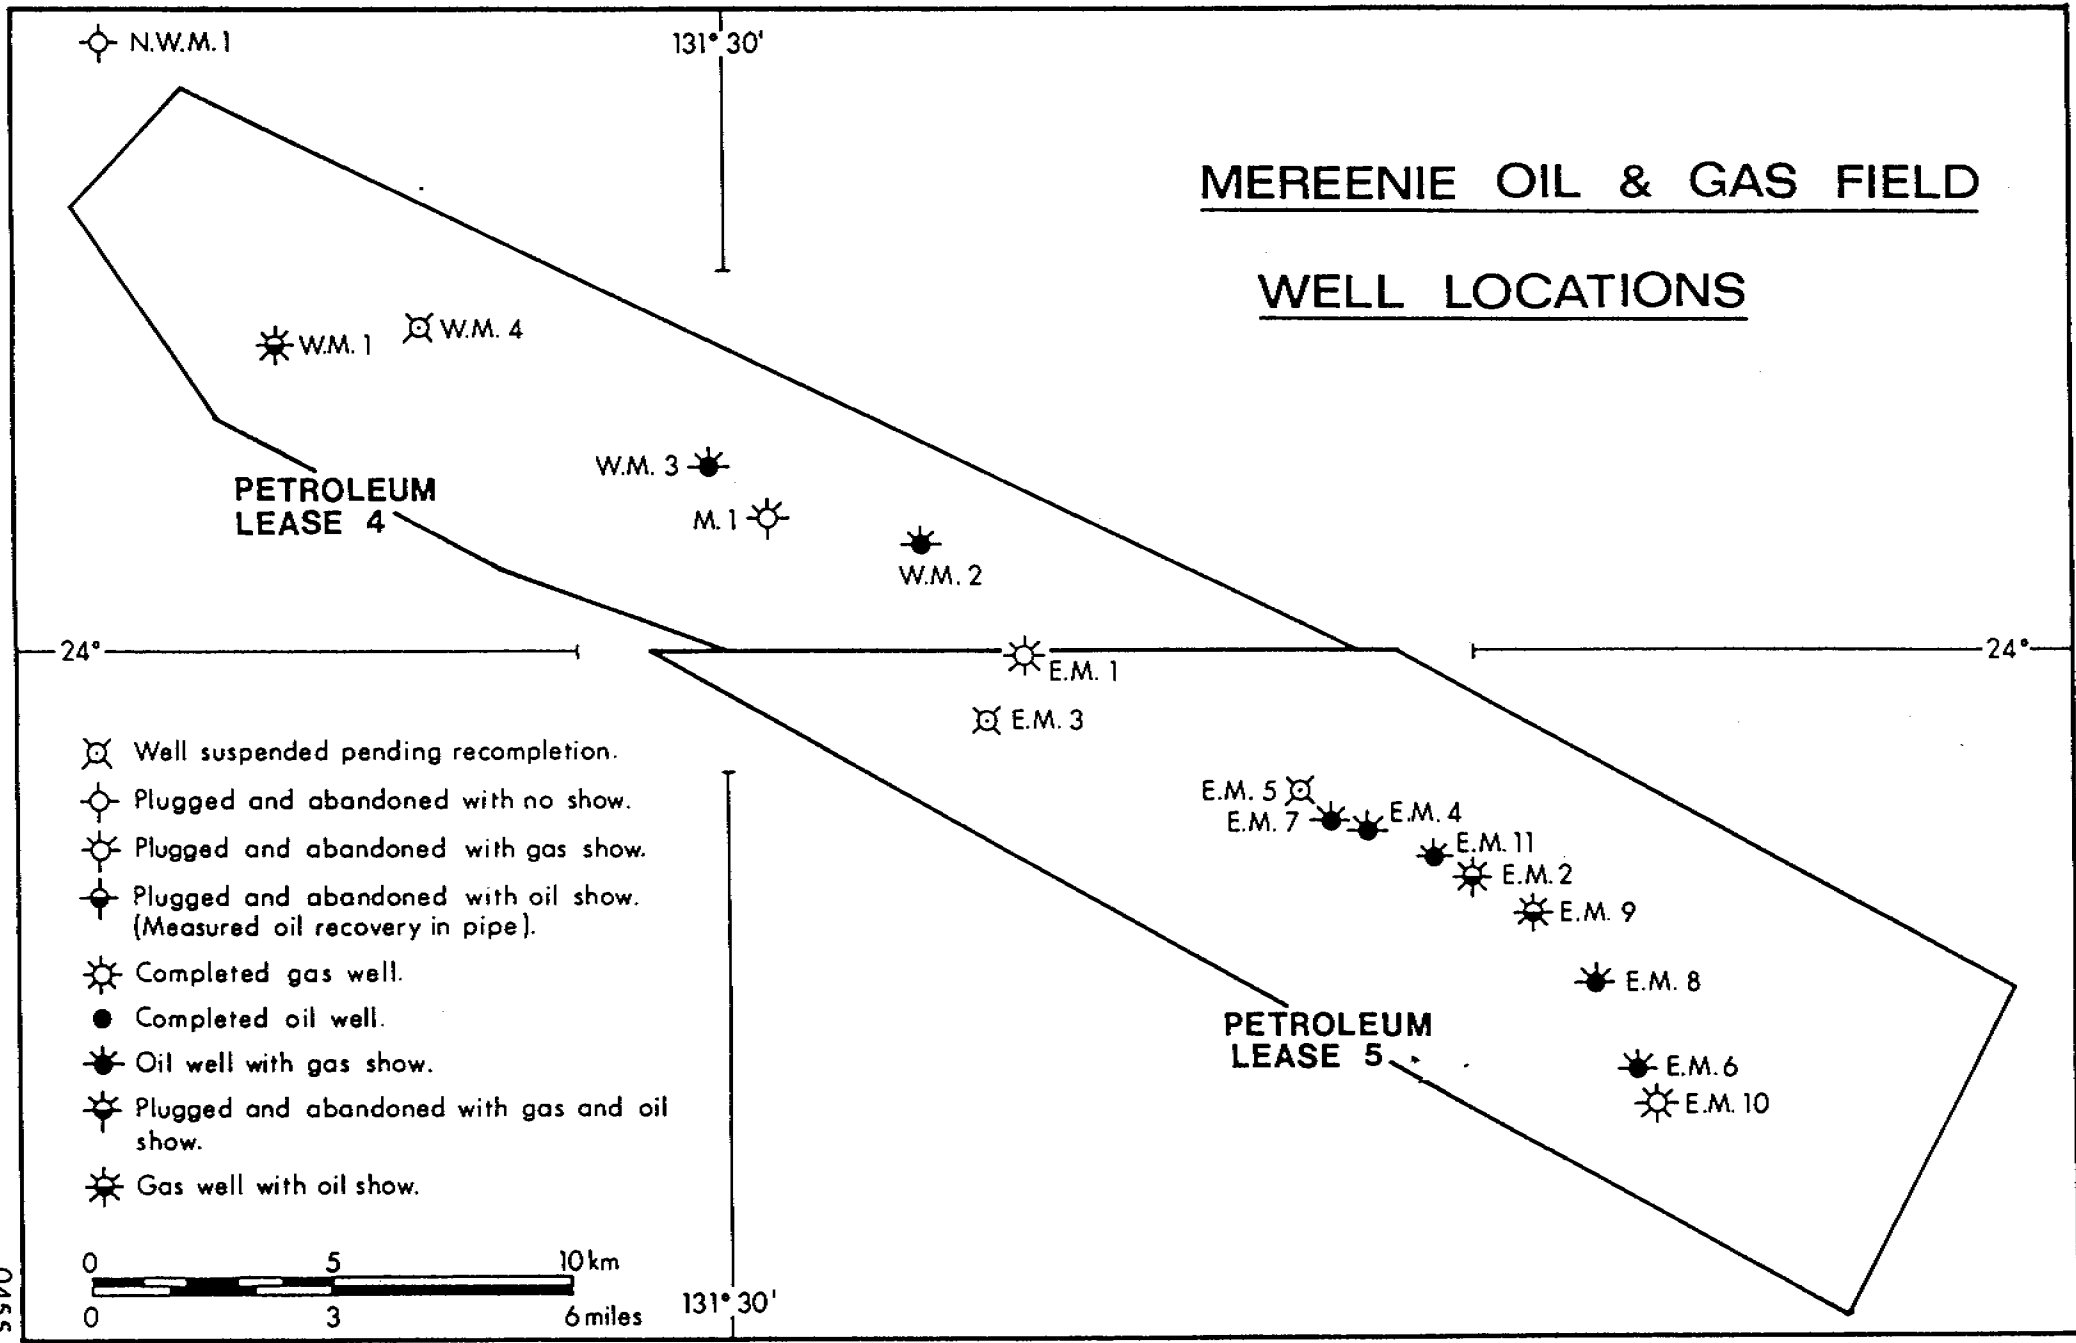 N.W.M. 1
131° 30'
MEREENIE OIL & GAS FIELD
WELL LOCATIONS
W.M. 1
W.M. 4
W.M. 3
PETROLEUM
LEASE 4
M. 1
W.M. 2
24°
24°
E.M. 1
E.M. 3
E.M. 5
E.M. 7
E.M. 4
E.M. 11
E.M. 2
E.M. 9
E.M. 8
PETROLEUM
LEASE 5
E.M. 6
E.M. 10
Well suspended pending recompletion.
Plugged and abandoned with no show.
Plugged and abandoned with gas show.
Plugged and abandoned with oil show.
(Measured oil recovery in pipe).
Completed gas well.
Completed oil well.
Oil well with gas show.
Plugged and abandoned with gas and oil
show.
Gas well with oil show.
0 5 10 km
0 3 6 miles
131° 30'